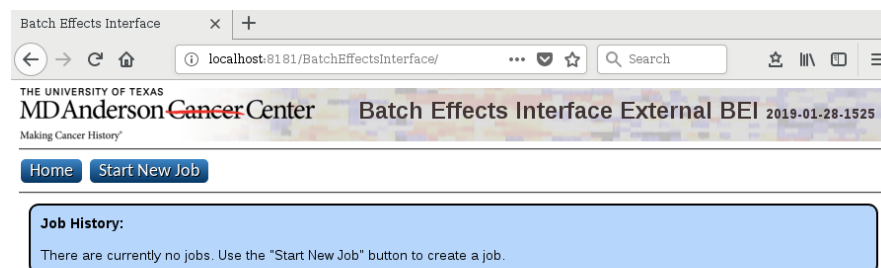 Batch Effects Interface
localhost:8181/BatchEffectsInterface/
Search
THE UNIVERSITY OF TEXAS
MDAnderson Cancer Center
Making Cancer History®
Batch Effects Interface External BEI 2019-01-28-1525
Home Start New Job
Job History:
There are currently no jobs. Use the "Start New Job" button to create a job.